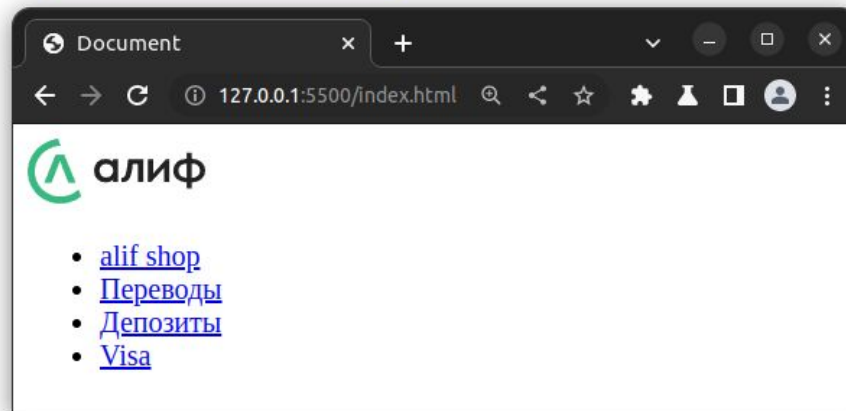 Document
127.0.0.1:5500/index.html
алиф
alif shop
Переводы
Депозиты
Visa